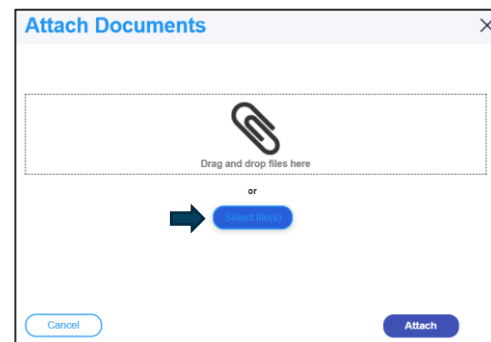 Attach Documents
Drag and drop files here
or
Select file(s)
Cancel
Attach